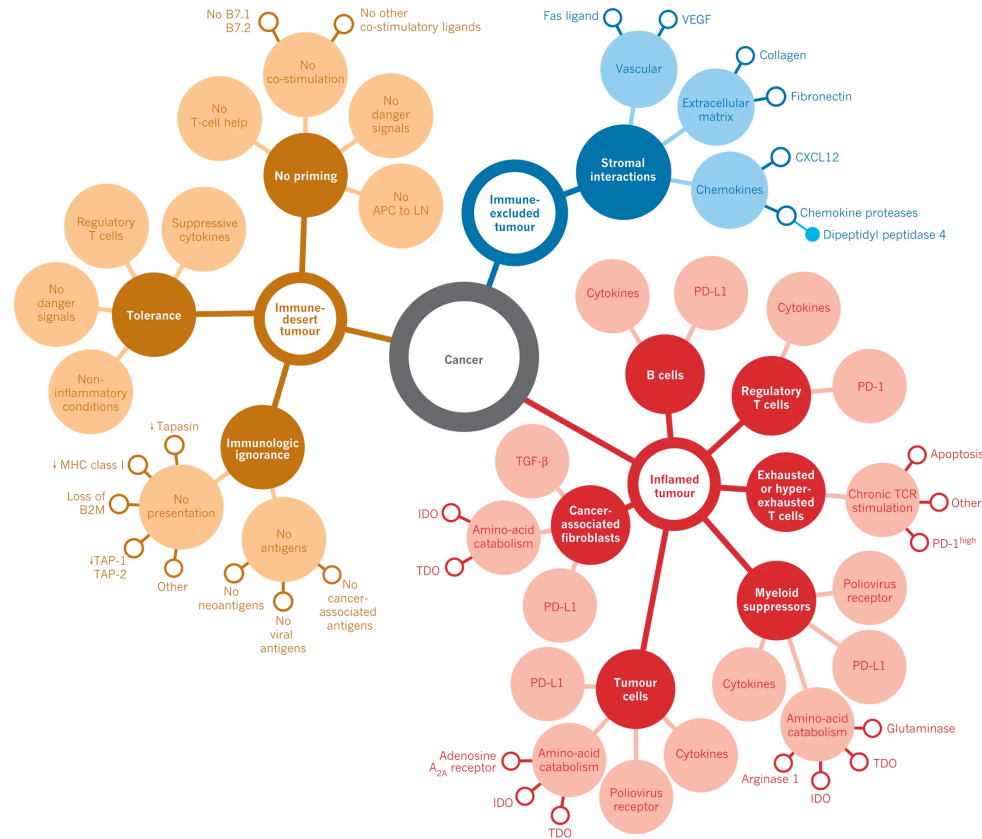 No B7.1
B7.2
No other
co-stimulatory ligands
No
co-stimulation
No
T-cell help
No
danger
signals
No priming
No
APC to LN
Regulatory
T cells
Suppressive
cytokines
No
danger
signals
Tolerance
Non-
inflammatory
conditions
Immune-
desert
tumour
Immunologic
ignorance
↓Tapasin
↓ MHC class I
Loss of
B2M
↓TAP-1
TAP-2
Other
No
presentation
No
antigens
No
neoantigens
No
viral
antigens
No
cancer-
associated
antigens
Cancer
Immune-
excluded
tumour
Stromal
interactions
Fas ligand
VEGF
Vascular
Collagen
Extracellular
matrix
Fibronectin
CXCL12
Chemokines
Chemokine proteases
Dipeptidyl peptidase 4
Inflamed
tumour
Cytokines
PD-L1
B cells
Cytokines
Regulatory
T cells
PD-1
Exhausted
or hyper-
exhausted
T cells
Chronic TCR
stimulation
Apoptosis
Other
PD-1high
Myeloid
suppressors
Poliovirus
receptor
PD-L1
Cytokines
Amino-acid
catabolism
Glutaminase
TDO
IDO
Arginase 1
TGF-β
Cancer-
associated
fibroblasts
IDO
Amino-acid
catabolism
TDO
PD-L1
Tumour
cells
PD-L1
Amino-acid
catabolism
Adenosine
A2A receptor
IDO
TDO
Poliovirus
receptor
Cytokines